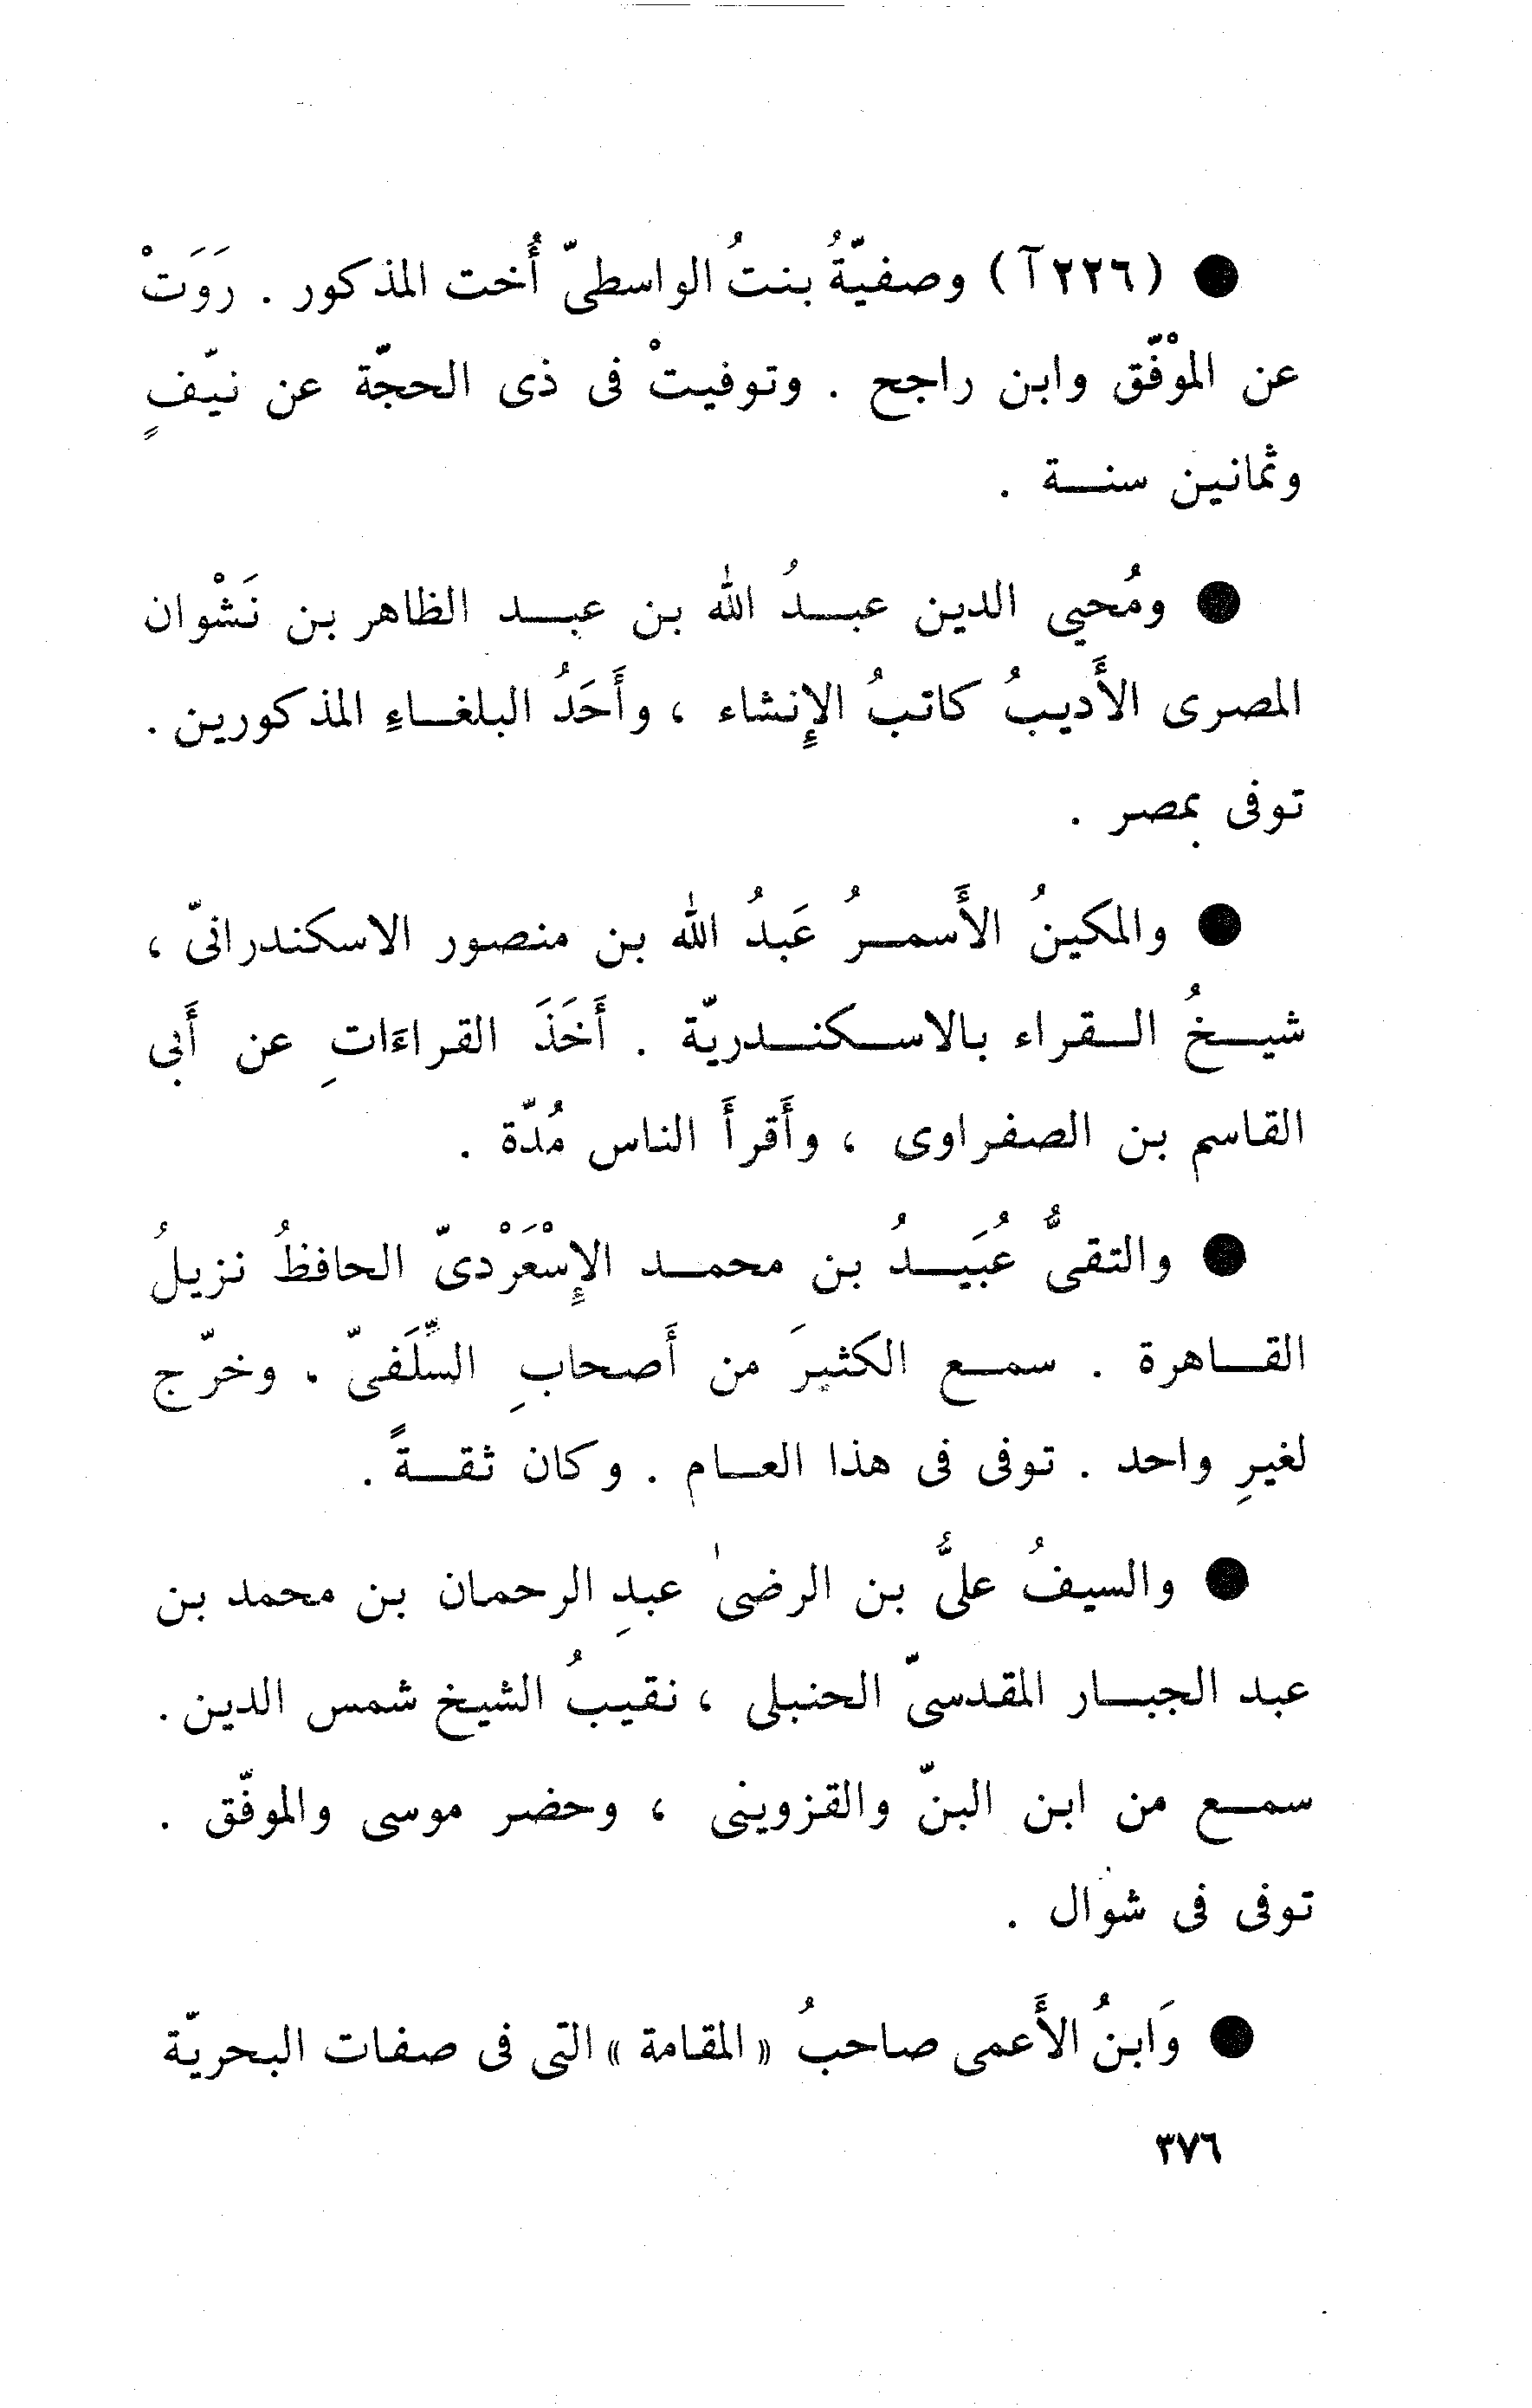 ● (٢٢٦آ) وصفيّةُ بنتُ الواسطىّ أُخت المذكور . رَوَتْ
عن الموْفّق وابن راجح . وتوفيتْ فى ذى الحجّة عن نيّفٍ
وثمانين سنة .
● ومُحيي الدين عبدُ الله بن عبد الظاهر بن نَشْوان
المصرى الأَديبُ كاتبُ الإِنشاء ، وأَحَدُ البلغاءِ المذكورين .
توفى بمصر .
● والمكينُ الأَسمرُ عَبدُ الله بن منصور الاسكندرانىّ ،
شيخُ القراء بالاسكندريّة . أَخَذَ القراءَاتِ عن أَبى
القاسم بن الصفراوى ، وأَقرأَ الناس مُدّة .
● والتقىُّ عُبَيدُ بن محمد الإِسْعَرْدىّ الحافظُ نزيلُ
القاهرة . سمع الكثيرَ من أَصحابِ السِّلَفىّ . وخرّج
لغيرِ واحد . توفى فى هذا العام . وكان ثقةً .
● والسيفُ علىُّ بن الرضىٰ عبدِ الرحمان بن محمد بن
عبد الجبار المقدسىّ الحنبلى ، نقيبُ الشيخ شمس الدين .
سمع من ابن البنّ والقزوينى ، وحضر موسى والموفّق .
توفى فى شوال .
● وَابنُ الأَعمى صاحبُ «المقامة» التى فى صفات البحريّة
٣٧٦